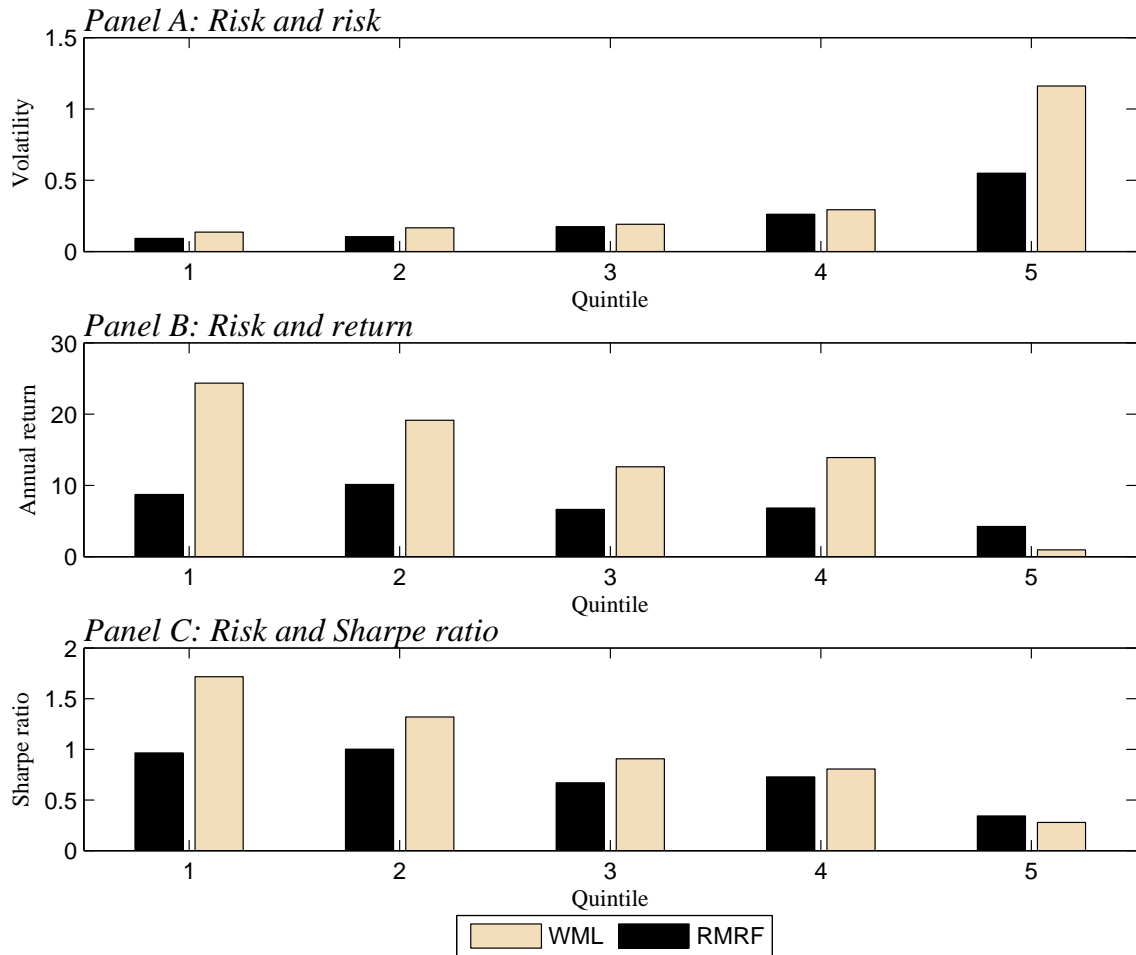 Panel A: Risk and risk
1.5
1
0.5
0
Volatility
1 2 3 4 5
Quintile
Panel B: Risk and return
30
20
10
0
Annual return
1 2 3 4 5
Quintile
Panel C: Risk and Sharpe ratio
2
1.5
1
0.5
0
Sharpe ratio
1 2 3 4 5
Quintile
WML RMRF